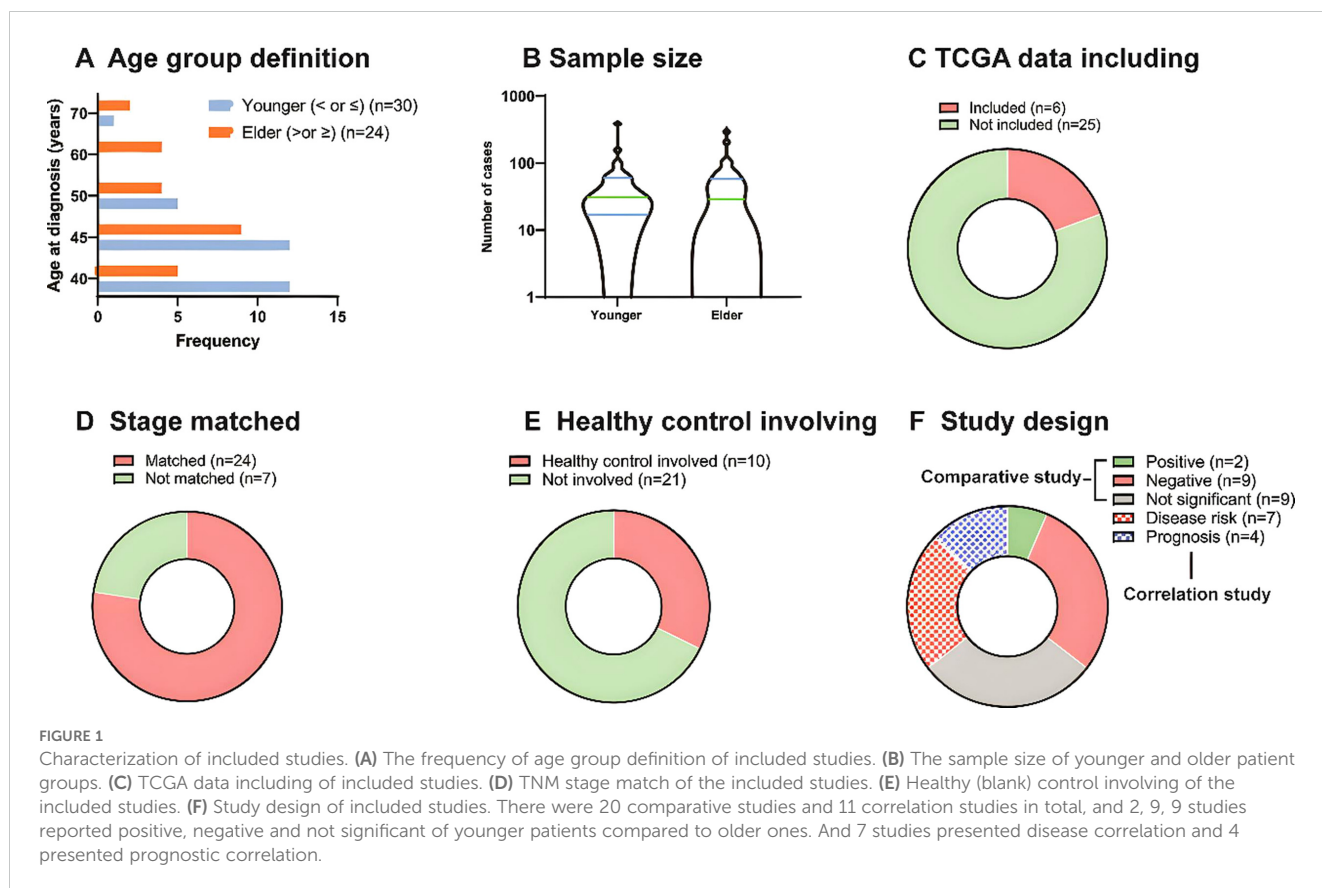 A Age group definition
Younger (< or ≤) (n=30)
Elder (>or ≥) (n=24)
Age at diagnosis (years)
70
60
50
45
40
0 5 10 15
Frequency
B Sample size
Number of cases
1000
100
10
1
Younger Elder
C TCGA data including
Included (n=6)
Not included (n=25)
D Stage matched
Matched (n=24)
Not matched (n=7)
E Healthy control involving
Healthy control involved (n=10)
Not involved (n=21)
F Study design
Comparative study
Positive (n=2)
Negative (n=9)
Not significant (n=9)
Disease risk (n=7)
Prognosis (n=4)
Correlation study
FIGURE 1
Characterization of included studies. (A) The frequency of age group definition of included studies. (B) The sample size of younger and older patient
groups. (C) TCGA data including of included studies. (D) TNM stage match of the included studies. (E) Healthy (blank) control involving of the
included studies. (F) Study design of included studies. There were 20 comparative studies and 11 correlation studies in total, and 2, 9, 9 studies
reported positive, negative and not significant of younger patients compared to older ones. And 7 studies presented disease correlation and 4
presented prognostic correlation.